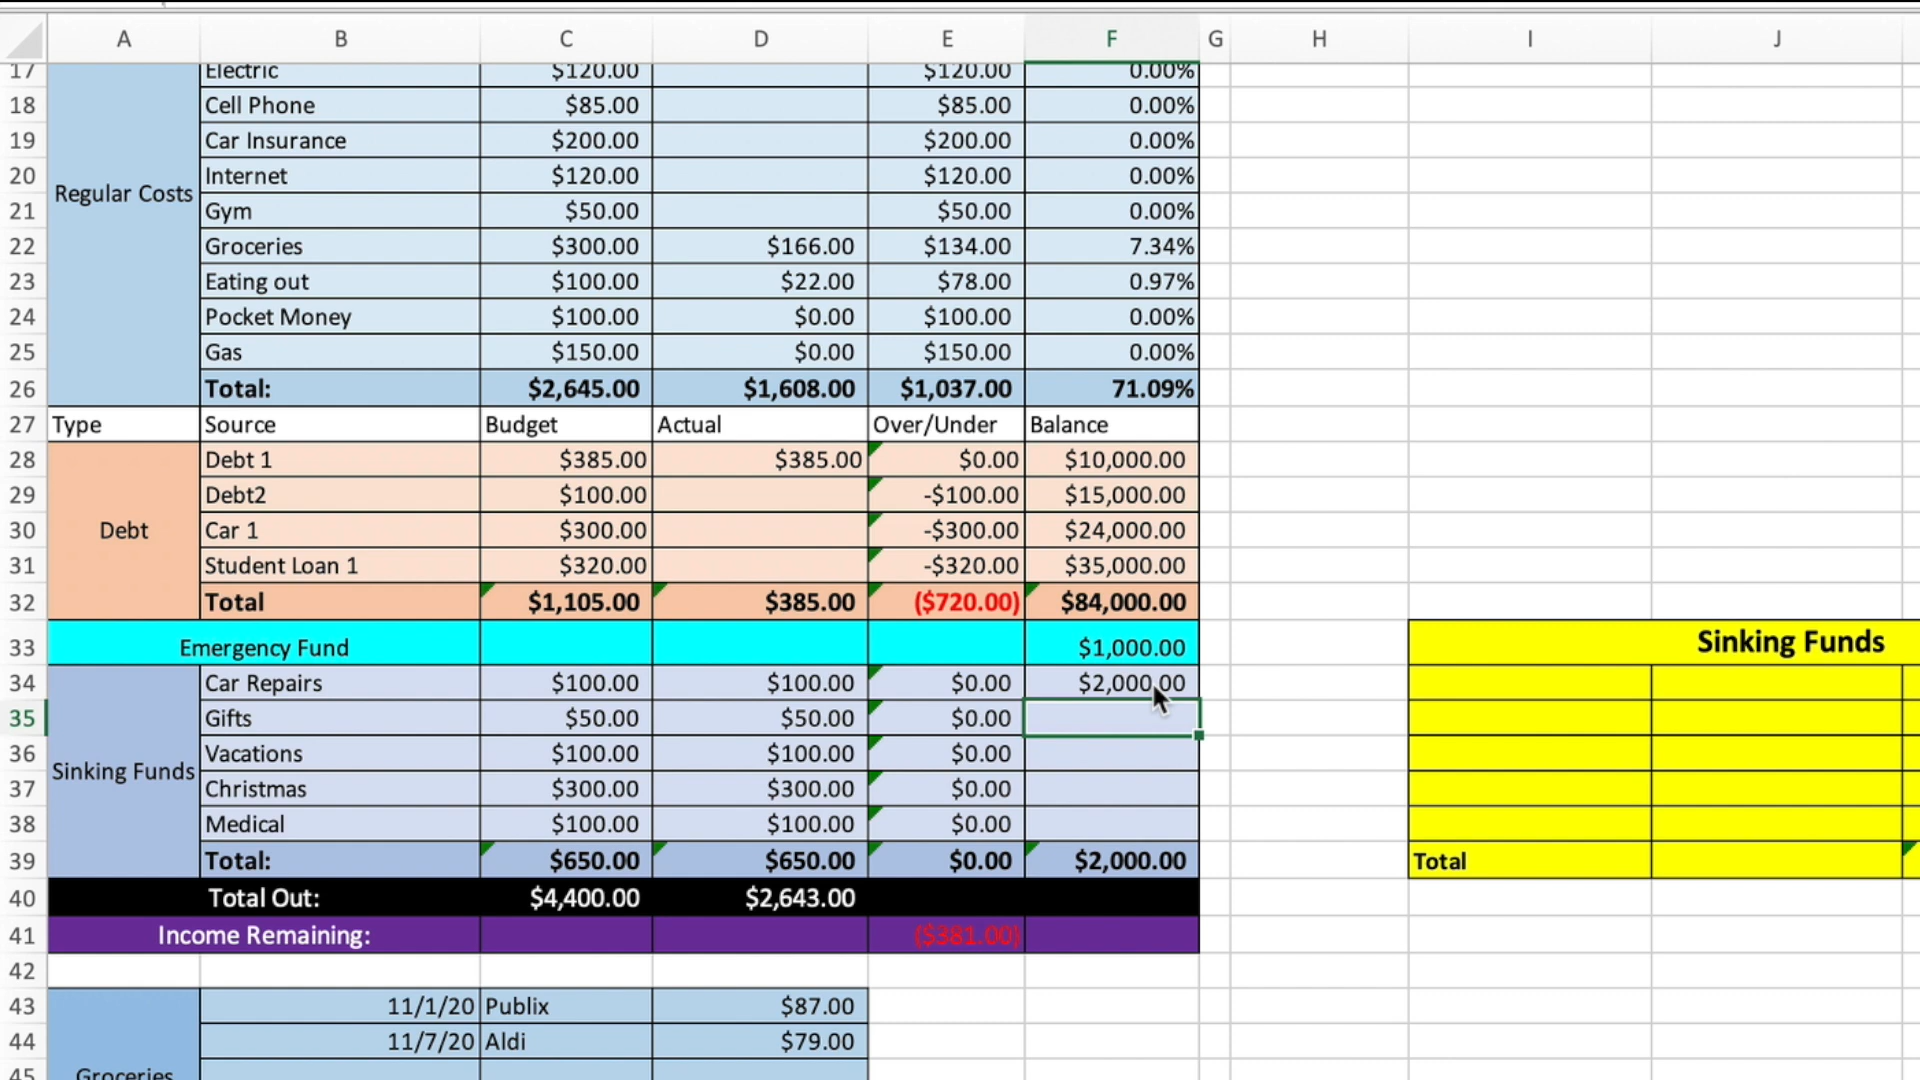 A B C D E F G H I J
17 Electric $120.00 $120.00 0.00%
18 Cell Phone $85.00 $85.00 0.00%
19 Car Insurance $200.00 $200.00 0.00%
Regular Costs
20 Internet $120.00 $120.00 0.00%
21 Gym $50.00 $50.00 0.00%
22 Groceries $300.00 $166.00 $134.00 7.34%
23 Eating out $100.00 $22.00 $78.00 0.97%
24 Pocket Money $100.00 $0.00 $100.00 0.00%
25 Gas $150.00 $0.00 $150.00 0.00%
26 Total: $2,645.00 $1,608.00 $1,037.00 71.09%
27 Type Source Budget Actual Over/Under Balance
28 Debt 1 $385.00 $385.00 $0.00 $10,000.00
29 Debt2 $100.00 -$100.00 $15,000.00
30 Debt Car 1 $300.00 -$300.00 $24,000.00
31 Student Loan 1 $320.00 -$320.00 $35,000.00
32 Total $1,105.00 $385.00 ($720.00) $84,000.00
33 Emergency Fund $1,000.00 Sinking Funds
34 Car Repairs $100.00 $100.00 $0.00 $2,000.00
35 Gifts $50.00 $50.00 $0.00
36 Vacations $100.00 $100.00 $0.00
Sinking Funds
37 Christmas $300.00 $300.00 $0.00
38 Medical $100.00 $100.00 $0.00
39 Total: $650.00 $650.00 $0.00 $2,000.00 Total
40 Total Out: $4,400.00 $2,643.00
41 Income Remaining: ($381.00)
42
43 11/1/20 Publix $87.00
44 11/7/20 Aldi $79.00
45 Groceries